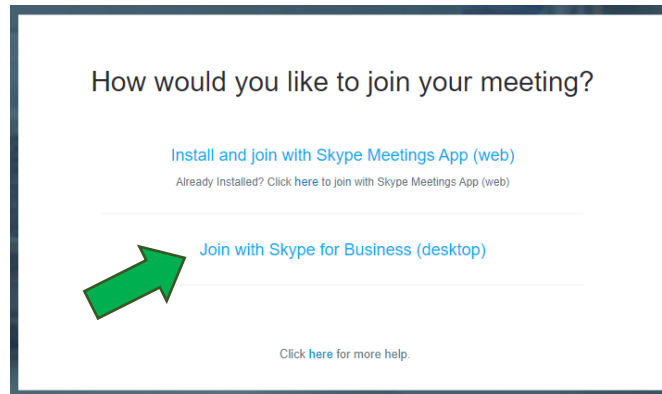 How would you like to join your meeting?
Install and join with Skype Meetings App (web)
Already Installed? Click here to join with Skype Meetings App (web)
Join with Skype for Business (desktop)
Click here for more help.